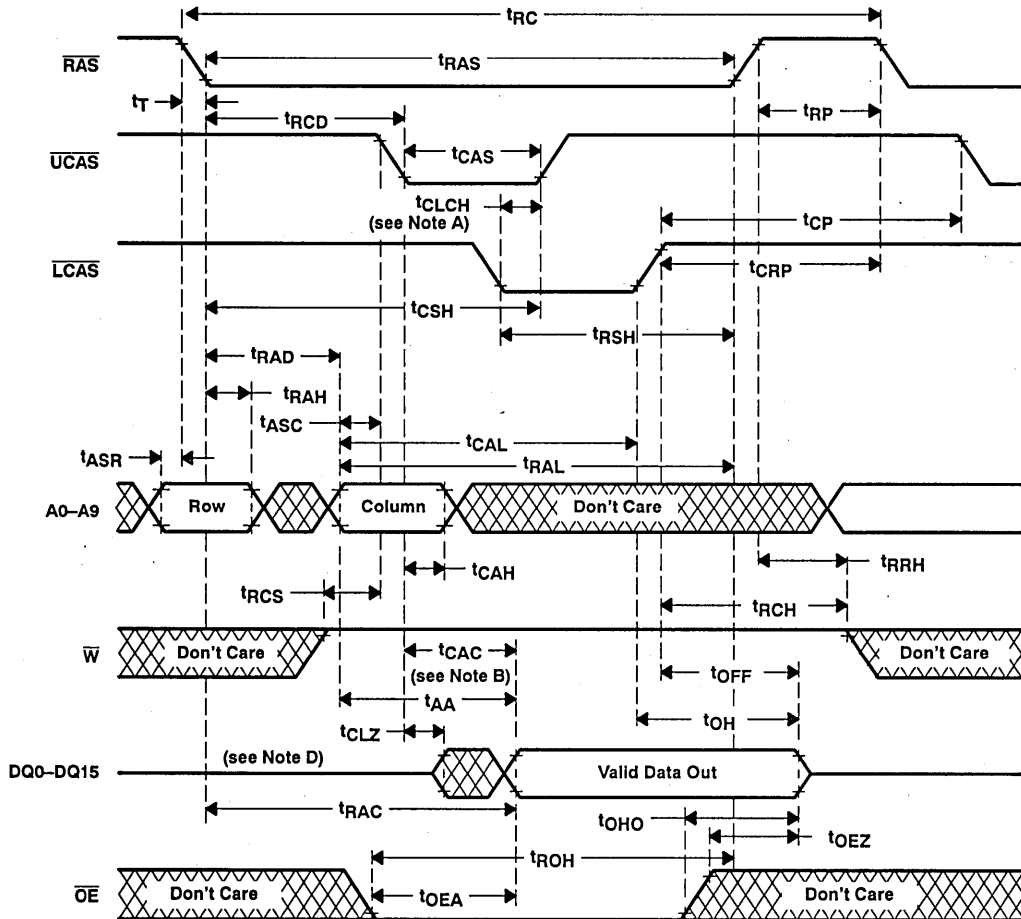 tRC
RAS
tRAS
tT
tRP
tRCD
UCAS
tCAS
tCLCH
(see Note A)
tCP
LCAS
tCRP
tCSH
tRSH
tRAD
tRAH
tASC
tCAL
tASR
tRAL
A0–A9
Row
Column
Don't Care
tCAH
tRRH
tRCS
tRCH
W
Don't Care
tCAC
Don't Care
(see Note B)
tOFF
tAA
tOH
tCLZ
(see Note D)
DQ0–DQ15
Valid Data Out
tRAC
tOHO
tOEZ
tROH
OE
Don't Care
tOEA
Don't Care